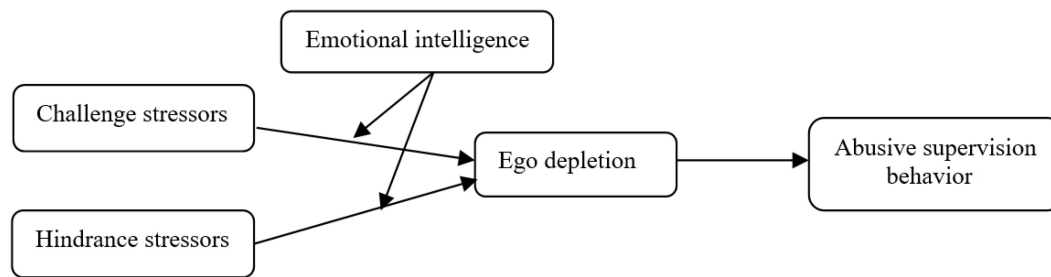 Emotional intelligence
Challenge stressors
Ego depletion
Abusive supervision
behavior
Hindrance stressors